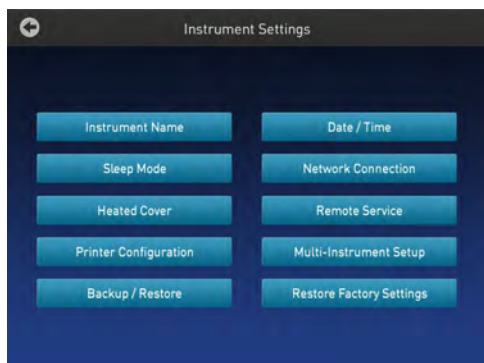 Instrument Settings
Instrument Name
Date / Time
Sleep Mode
Network Connection
Heated Cover
Remote Service
Printer Configuration
Multi-Instrument Setup
Backup / Restore
Restore Factory Settings